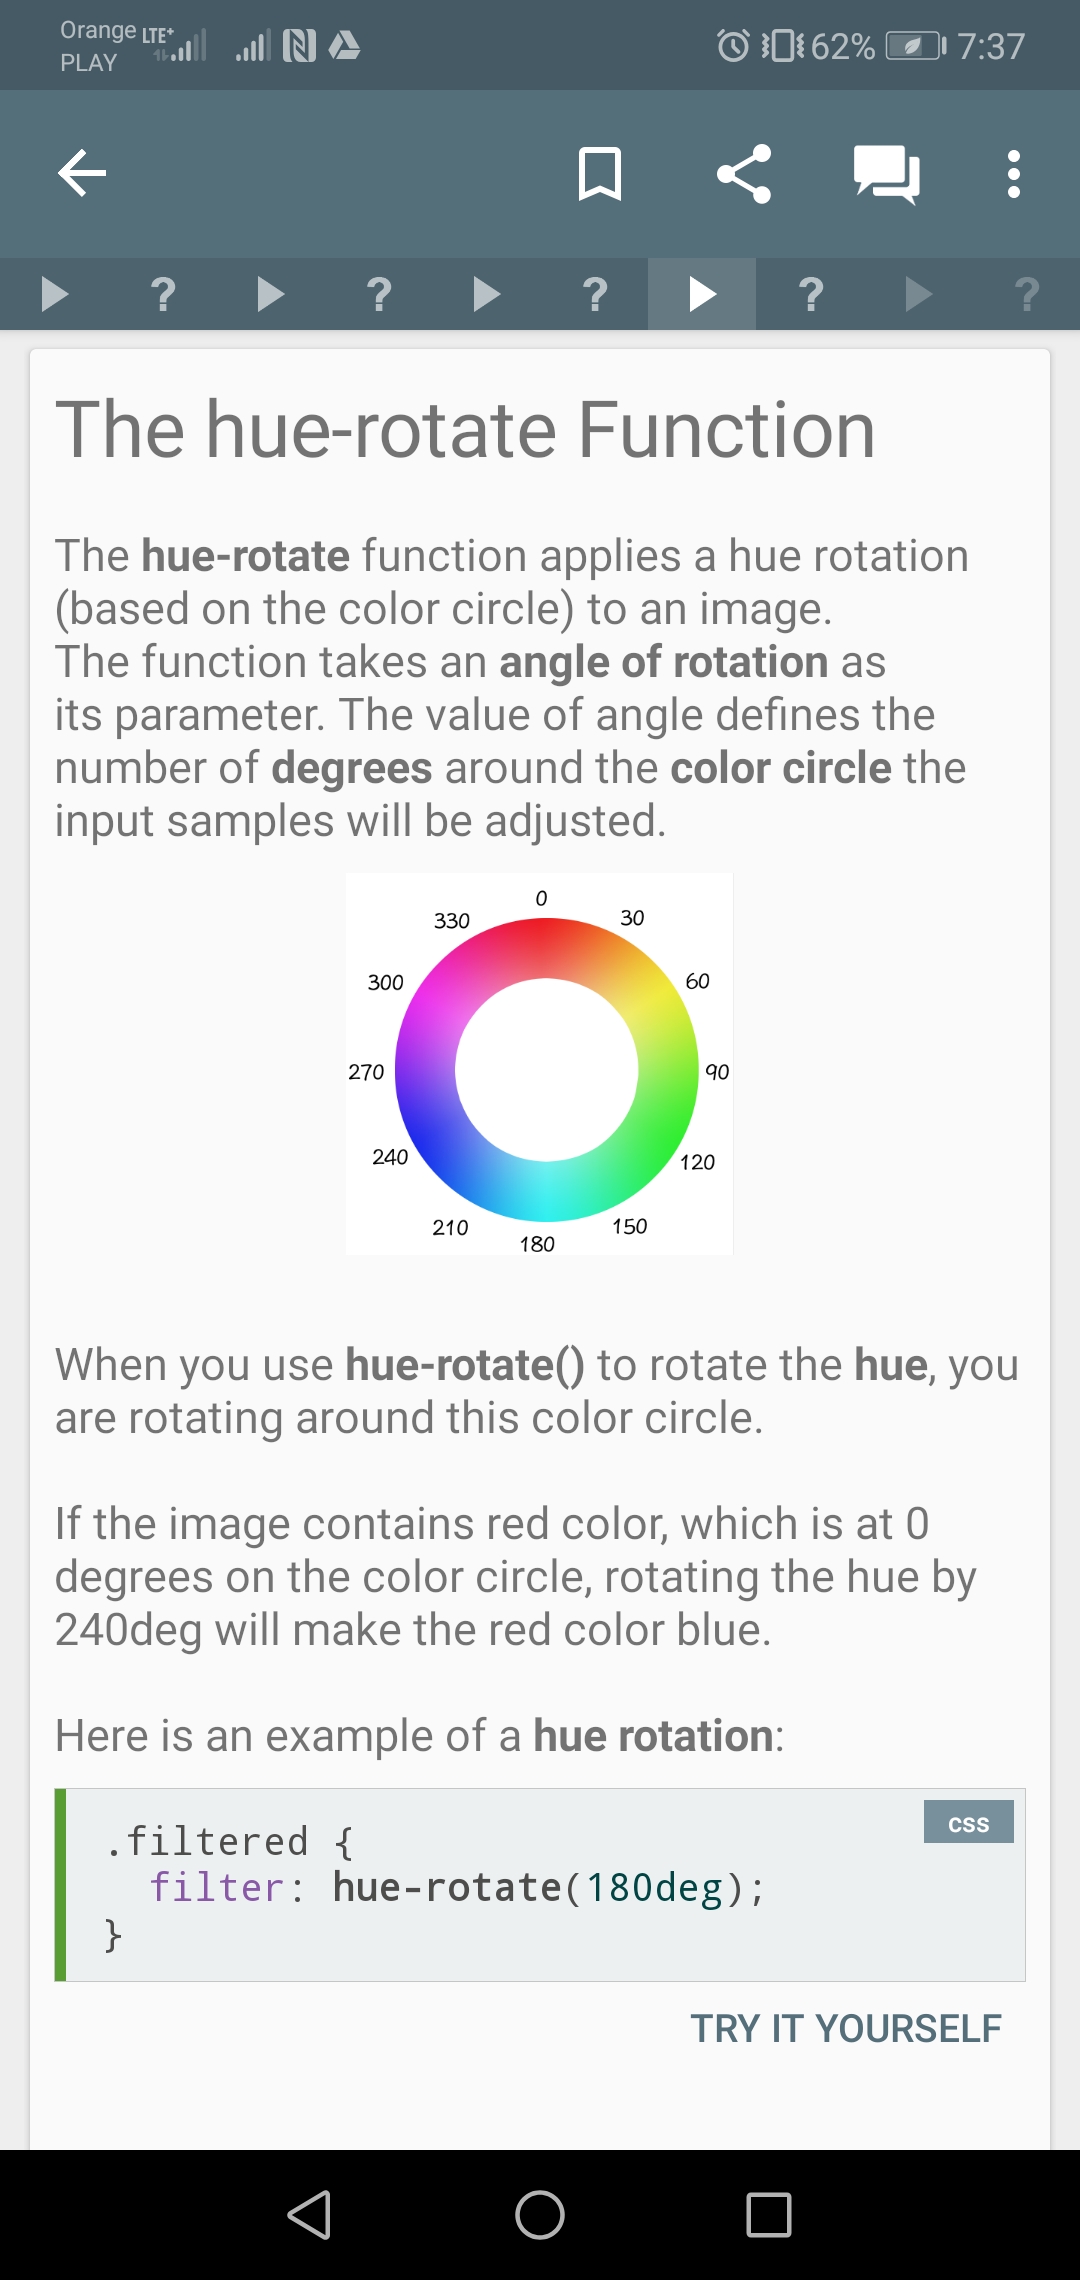 Orange LTE+
PLAY
62% 7:37
? ? ? ? ?
The hue-rotate Function
The hue-rotate function applies a hue rotation
(based on the color circle) to an image.
The function takes an angle of rotation as
its parameter. The value of angle defines the
number of degrees around the color circle the
input samples will be adjusted.
0
330 30
300 60
270 90
240 120
210 150
180
When you use hue-rotate() to rotate the hue, you
are rotating around this color circle.
If the image contains red color, which is at 0
degrees on the color circle, rotating the hue by
240deg will make the red color blue.
Here is an example of a hue rotation:
CSS
.filtered {
filter: hue-rotate(180deg);
}
TRY IT YOURSELF